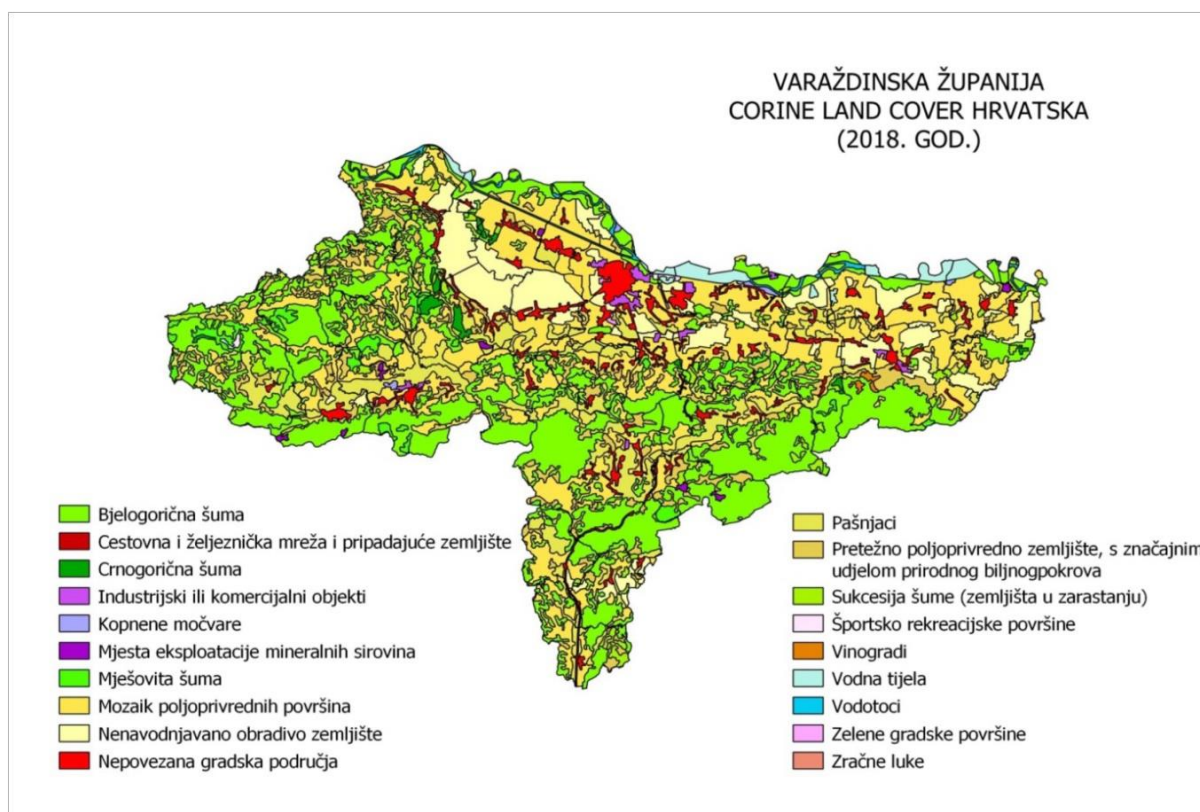 VARAŽDINSKA ŽUPANIJA
CORINE LAND COVER HRVATSKA
(2018. GOD.)
Bjelogorična šuma
Cestovna i željeznička mreža i pripadajuće zemljište
Crnogorična šuma
Industrijski ili komercijalni objekti
Kopnene močvare
Mjesta eksploatacije mineralnih sirovina
Mješovita šuma
Mozaik poljoprivrednih površina
Nenavodnjavano obradivo zemljište
Nepovezana gradska područja
Pašnjaci
Pretežno poljoprivredno zemljište, s značajnim
udjelom prirodnog biljnogpokrova
Sukcesija šume (zemljišta u zarastanju)
Športsko rekreacijske površine
Vinogradi
Vodna tijela
Vodotoci
Zelene gradske površine
Zračne luke